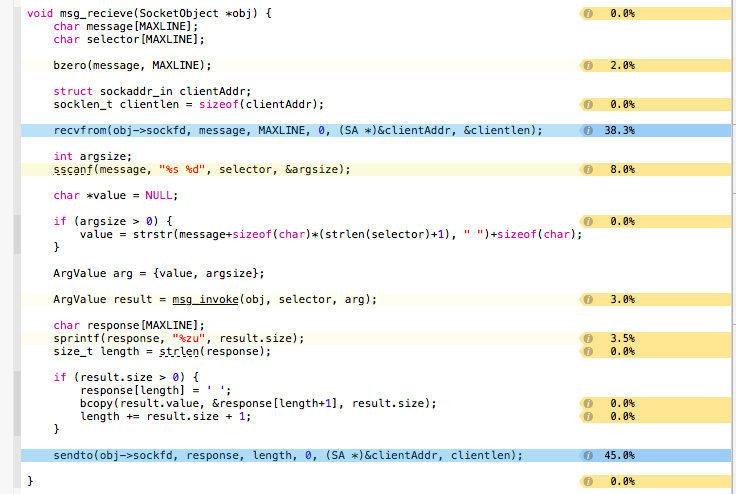 void msg_recieve(SocketObject *obj) { 0.0%
char message[MAXLINE];
char selector[MAXLINE];
bzero(message, MAXLINE); 2.0%
struct sockaddr_in clientAddr;
socklen_t clientlen = sizeof(clientAddr); 0.0%
recvfrom(obj->sockfd, message, MAXLINE, 0, (SA *)&clientAddr, &clientlen); 38.3%
int argsize;
sscanf(message, "%s %d", selector, &argsize); 8.0%
char *value = NULL;
if (argsize > 0) { 0.0%
value = strstr(message+sizeof(char)*(strlen(selector)+1), " ")+sizeof(char);
}
ArgValue arg = {value, argsize};
ArgValue result = msg_invoke(obj, selector, arg); 3.0%
char response[MAXLINE];
sprintf(response, "%zu", result.size); 3.5%
size_t length = strlen(response); 0.0%
if (result.size > 0) {
response[length] = ' ';
bcopy(result.value, &response[length+1], result.size); 0.0%
length += result.size + 1; 0.0%
}
sendto(obj->sockfd, response, length, 0, (SA *)&clientAddr, clientlen); 45.0%
} 0.0%